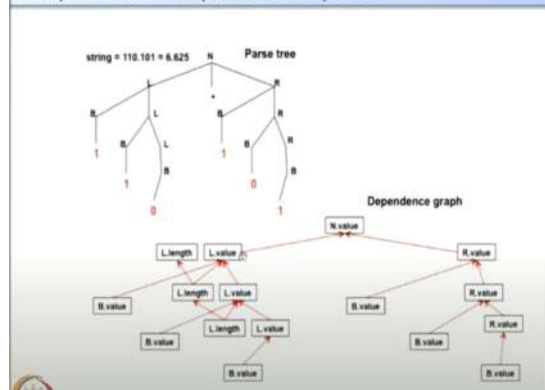 string = 110.101 = 6.625 N Parse tree
L R
B L B R
1 B L 1 B R
1 B 0 B
0 1
Dependence graph
N.value
L.length L.value R.value
B.value L.length L.value B.value R.value
B.value L.length L.value B.value R.value
B.value B.value